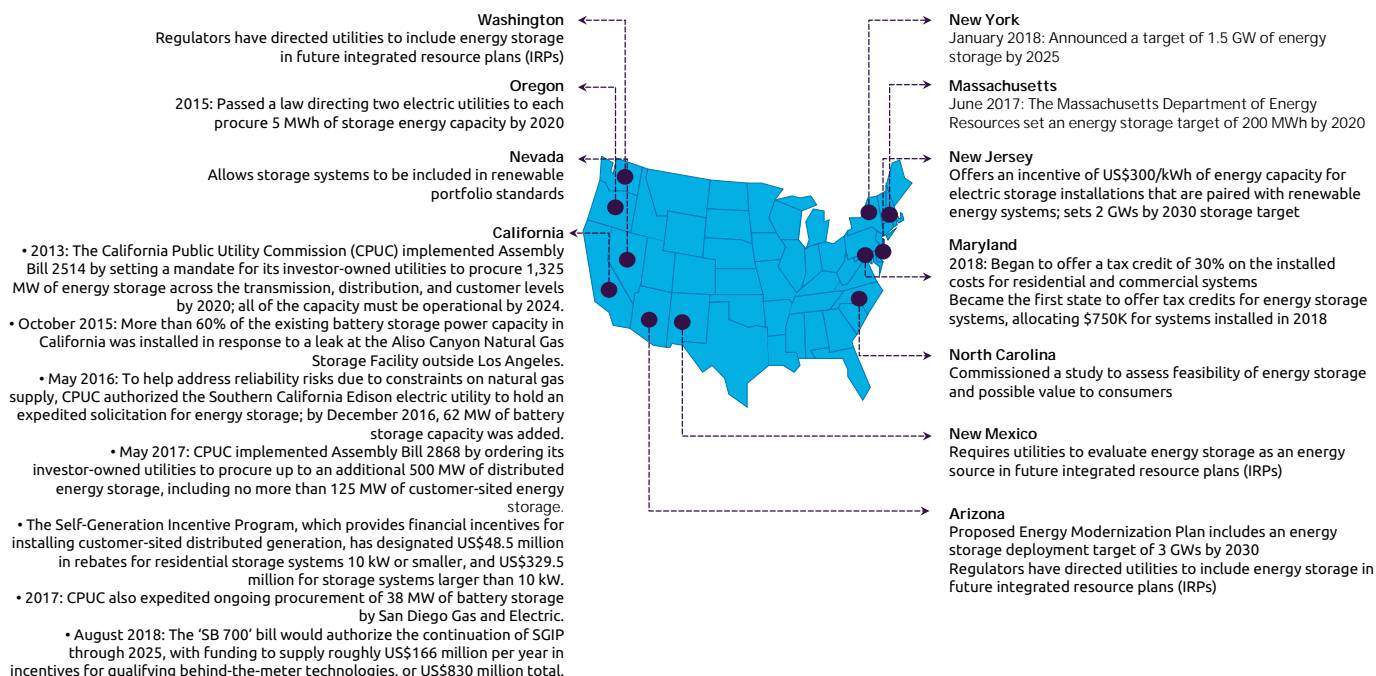 Washington
Regulators have directed utilities to include energy storage
in future integrated resource plans (IRPs)
Oregon
2015: Passed a law directing two electric utilities to each
procure 5 MWh of storage energy capacity by 2020
Nevada
Allows storage systems to be included in renewable
portfolio standards
California
• 2013: The California Public Utility Commission (CPUC) implemented Assembly
Bill 2514 by setting a mandate for its investor-owned utilities to procure 1,325
MW of energy storage across the transmission, distribution, and customer levels
by 2020; all of the capacity must be operational by 2024.
• October 2015: More than 60% of the existing battery storage power capacity in
California was installed in response to a leak at the Aliso Canyon Natural Gas
Storage Facility outside Los Angeles.
• May 2016: To help address reliability risks due to constraints on natural gas
supply, CPUC authorized the Southern California Edison electric utility to hold an
expedited solicitation for energy storage; by December 2016, 62 MW of battery
storage capacity was added.
• May 2017: CPUC implemented Assembly Bill 2868 by ordering its
investor-owned utilities to procure up to an additional 500 MW of distributed
energy storage, including no more than 125 MW of customer-sited energy
storage.
• The Self-Generation Incentive Program, which provides financial incentives for
installing customer-sited distributed generation, has designated US$48.5 million
in rebates for residential storage systems 10 kW or smaller, and US$329.5
million for storage systems larger than 10 kW.
• 2017: CPUC also expedited ongoing procurement of 38 MW of battery storage
by San Diego Gas and Electric.
• August 2018: The ‘SB 700’ bill would authorize the continuation of SGIP
through 2025, with funding to supply roughly US$166 million per year in
incentives for qualifying behind-the-meter technologies, or US$830 million total.
New York
January 2018: Announced a target of 1.5 GW of energy
storage by 2025
Massachusetts
June 2017: The Massachusetts Department of Energy
Resources set an energy storage target of 200 MWh by 2020
New Jersey
Offers an incentive of US$300/kWh of energy capacity for
electric storage installations that are paired with renewable
energy systems; sets 2 GWs by 2030 storage target
Maryland
2018: Began to offer a tax credit of 30% on the installed
costs for residential and commercial systems
Became the first state to offer tax credits for energy storage
systems, allocating $750K for systems installed in 2018
North Carolina
Commissioned a study to assess feasibility of energy storage
and possible value to consumers
New Mexico
Requires utilities to evaluate energy storage as an energy
source in future integrated resource plans (IRPs)
Arizona
Proposed Energy Modernization Plan includes an energy
storage deployment target of 3 GWs by 2030
Regulators have directed utilities to include energy storage in
future integrated resource plans (IRPs)